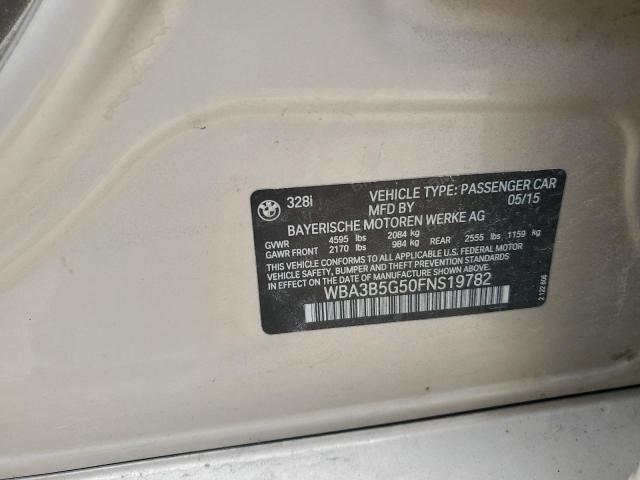 328i VEHICLE TYPE: PASSENGER CAR
MFD BY 05/15
BAYERISCHE MOTOREN WERKE AG
GVWR 4595 lbs 2084 kg
GAWR FRONT 2170 lbs 984 kg REAR 2555 lbs 1159 kg
THIS VEHICLE CONFORMS TO ALL APPLICABLE U.S. FEDERAL MOTOR
VEHICLE SAFETY, BUMPER AND THEFT PREVENTION STANDARDS
IN EFFECT ON THE DATE OF MANUFACTURE SHOWN ABOVE.
WBA3B5G50FNS19782